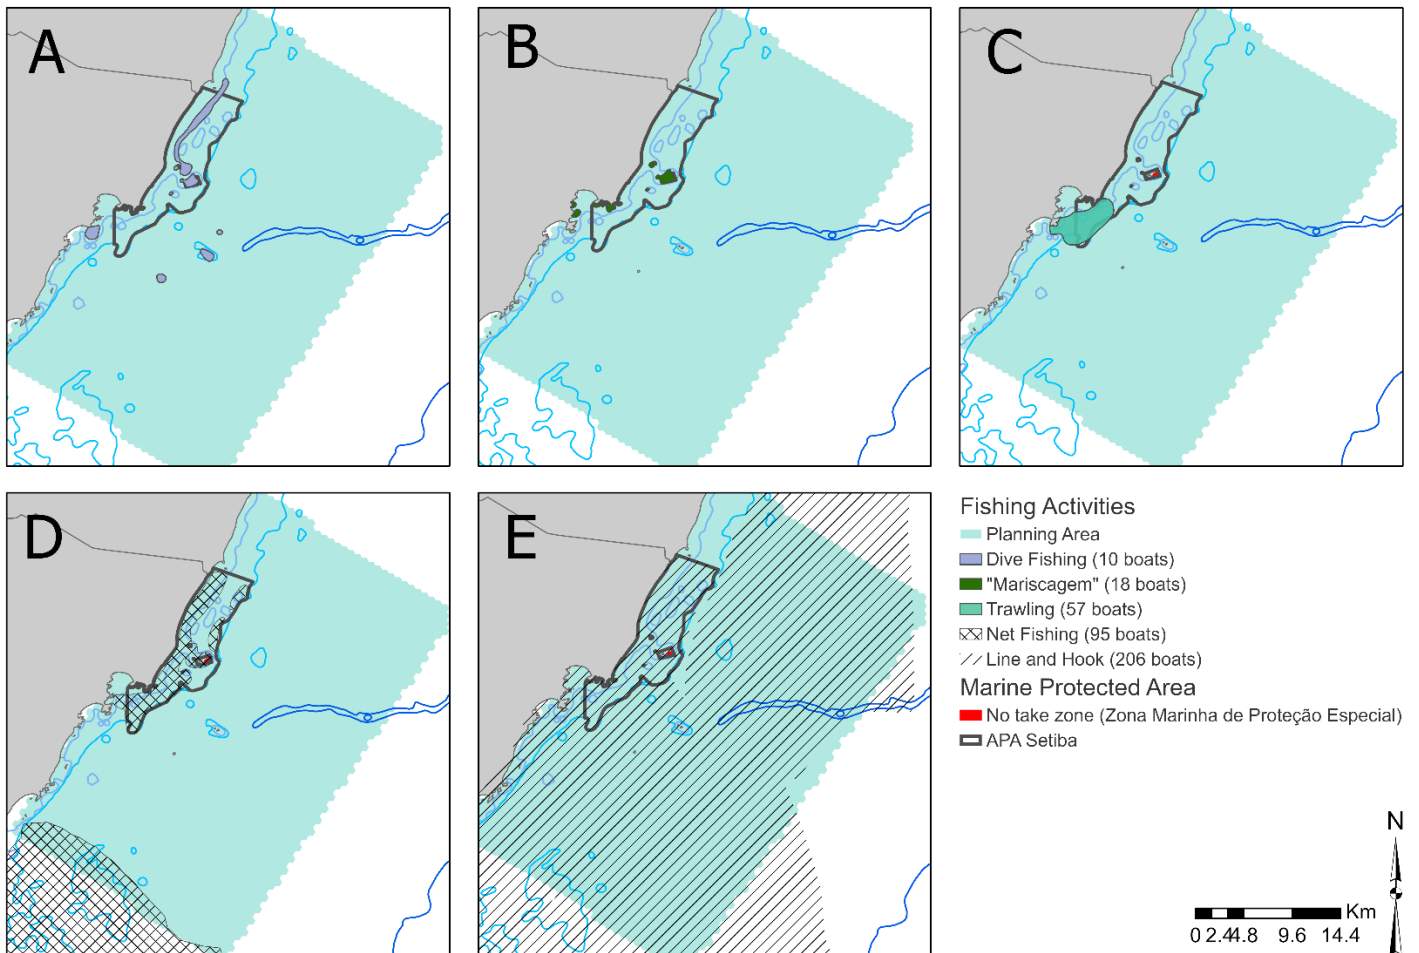 A
B
C
D
E
Fishing Activities
Planning Area
Dive Fishing (10 boats)
"Mariscagem" (18 boats)
Trawling (57 boats)
Net Fishing (95 boats)
Line and Hook (206 boats)
Marine Protected Area
No take zone (Zona Marinha de Proteção Especial)
APA Setiba
N
Km
0 2.44.8 9.6 14.4